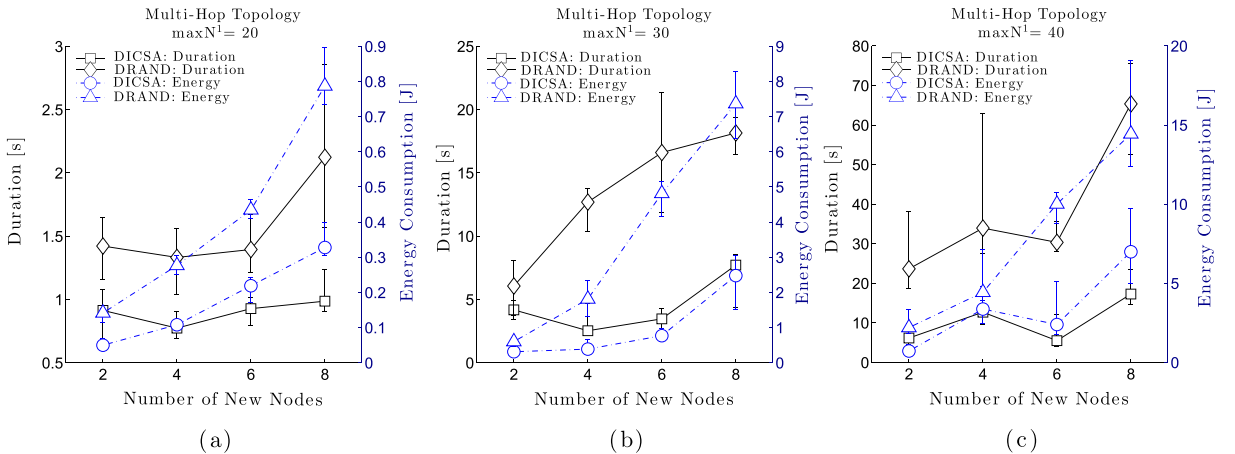 Multi-Hop Topology
maxN¹= 20
DICSA: Duration
DRAND: Duration
DICSA: Energy
DRAND: Energy
3
2.5
2
1.5
1
0.5
Duration [s]
0.9
0.8
0.7
0.6
0.5
0.4
0.3
0.2
0.1
0
Energy Consumption [J]
2 4 6 8
Number of New Nodes
(a)
Multi-Hop Topology
maxN¹= 30
DICSA: Duration
DRAND: Duration
DICSA: Energy
DRAND: Energy
25
20
15
10
5
0
Duration [s]
9
8
7
6
5
4
3
2
1
0
Energy Consumption [J]
2 4 6 8
Number of New Nodes
(b)
Multi-Hop Topology
maxN¹= 40
DICSA: Duration
DRAND: Duration
DICSA: Energy
DRAND: Energy
80
70
60
50
40
30
20
10
0
Duration [s]
20
15
10
5
0
Energy Consumption [J]
2 4 6 8
Number of New Nodes
(c)